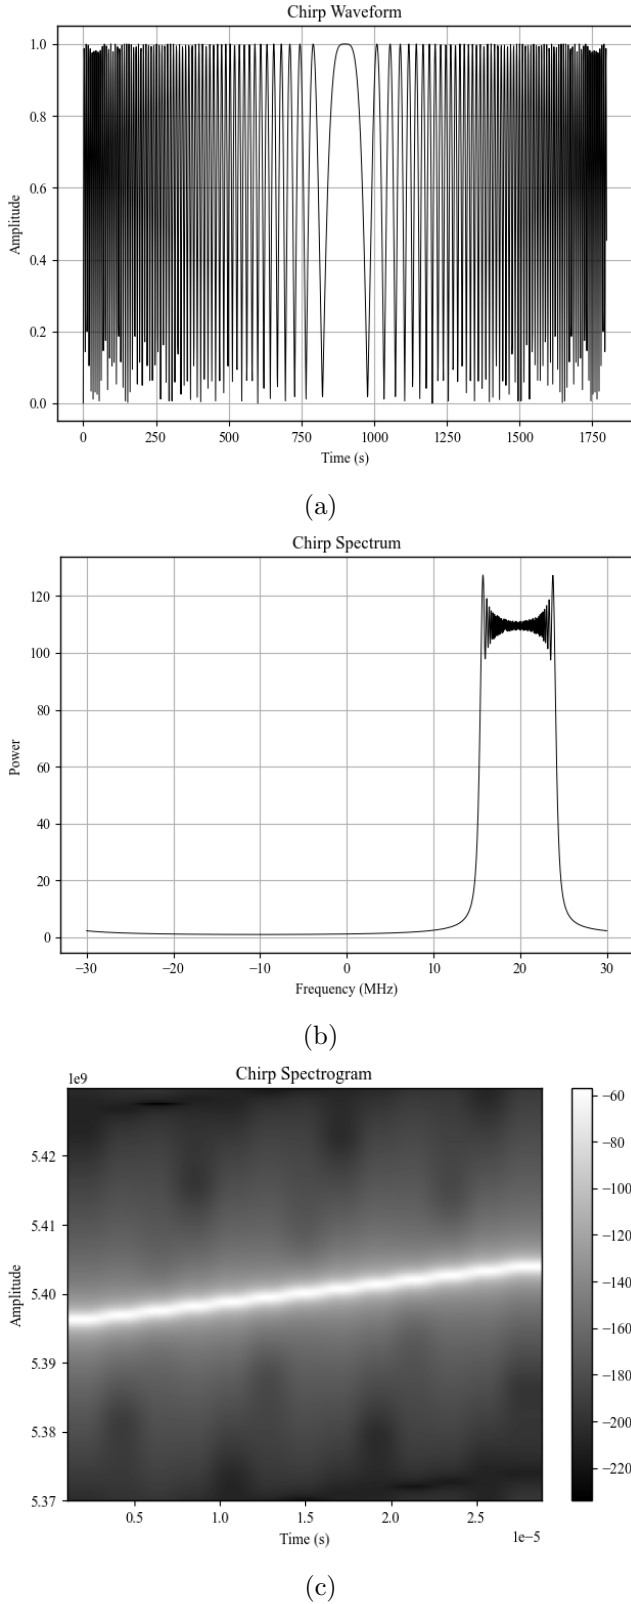 Chirp Waveform
1.0
0.8
0.6
0.4
0.2
0.0
Amplitude
0 250 500 750 1000 1250 1500 1750
Time (s)
(a)
Chirp Spectrum
120
100
80
60
40
20
0
Power
−30 −20 −10 0 10 20 30
Frequency (MHz)
(b)
Chirp Spectrogram
1e9
5.42
5.41
5.40
5.39
5.38
5.37
Amplitude
0.5 1.0 1.5 2.0 2.5
Time (s)
1e−5
−60
−80
−100
−120
−140
−160
−180
−200
−220
(c)